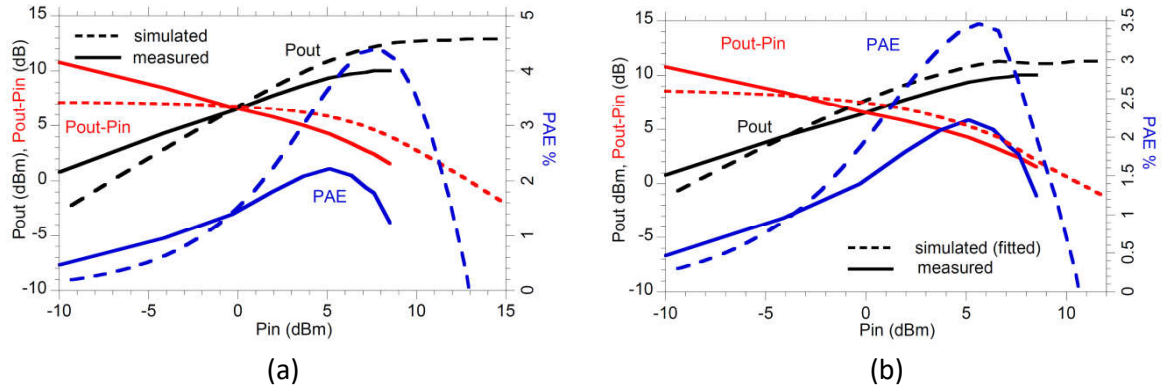 Pout (dBm), Pout-Pin (dB)
15
10
5
0
-5
-10
simulated
measured
Pout
Pout-Pin
PAE
5
4
3
2
1
0
PAE %
-10
-5
0
5
10
15
Pin (dBm)
(a)
Pout dBm, Pout-Pin (dB)
15
10
5
0
-5
-10
Pout-Pin
PAE
Pout
simulated (fitted)
measured
3.5
3
2.5
2
1.5
1
0.5
0
PAE %
-10
-5
0
5
10
Pin (dBm)
(b)